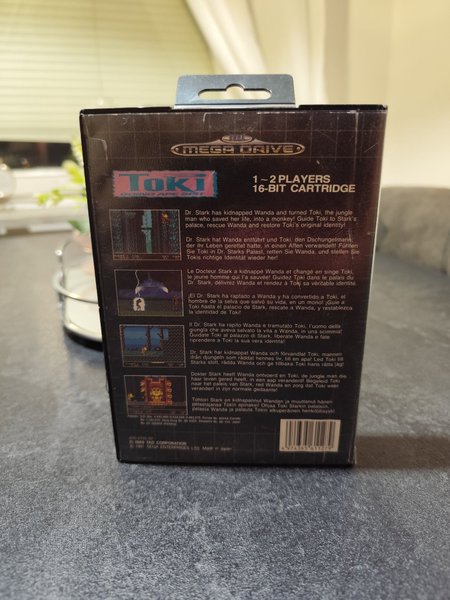 SEGA
MEGA DRIVE
Toki
GOING APE SPIT
1~2 PLAYERS
16-BIT CARTRIDGE
Dr. Stark has kidnapped Wanda and turned Toki, the jungle
man who saved her life, into a monkey! Guide Toki to Stark's
palace, rescue Wanda and restore Toki's original identity!
Dr. Stark hat Wanda entführt und Toki, den Dschungelmann,
der ihr Leben gerettet hatte, in einen Affen verwandelt! Führen
Sie Toki in Dr. Starks Palast, retten Sie Wanda, und stellen Sie
Tokis richtige Identität wieder her!
Le Docteur Stark a kidnappé Wanda et changé en singe Toki,
le jeune homme qui l'a sauvée! Guidez Toki dans le palais du
Dr. Stark, délivrez Wanda et rendez à Toki sa véritable identité.
¡El Dr. Stark ha raptado a Wanda y ha convertido a Toki, el
hombre de la selva que salvó su vida, en un mono! ¡Guíe a
Toki hasta el palacio de Stark, rescate a Wanda, y restablezca
la identidad de Toki!
Il Dr. Stark ha rapito Wanda e tramutato Toki, l'uomo della
giungla che aveva salvato la vita a Wanda, in una scimmia!
Guidate Toki al palazzo di Stark, liberate Wanda e fate
riprendere a Toki la sua vera identità!
Dr. Stark har kidnappat Wanda och förvandlat Toki, mannen
från djungeln som räddat hennes liv, till en apa! Led Toki till
Starks slott, rädda Wanda och ge tillbaka Toki hans rätta jag!
Dokter Stark heeft Wanda ontvoerd en Toki, de jungle man die
haar leven gered heeft, in een aap veranderd! Begeleid Toki
naar het paleis van Stark, red Wanda en zorg dat Toki weer
verandert in zijn normale gedaante!
Tohtori Stark on kidnapannut Wandan ja muuttanut hänen
pelastajansa Tokin apinaksi! Ohjaa Toki Starkin palatsiin,
pelasta Wanda ja palauta Tokin alkuperäinen henkilöllisyys!
© 1989 TAD CORPORATION
© 1991 SEGA ENTERPRISES LTD. Made in Japan